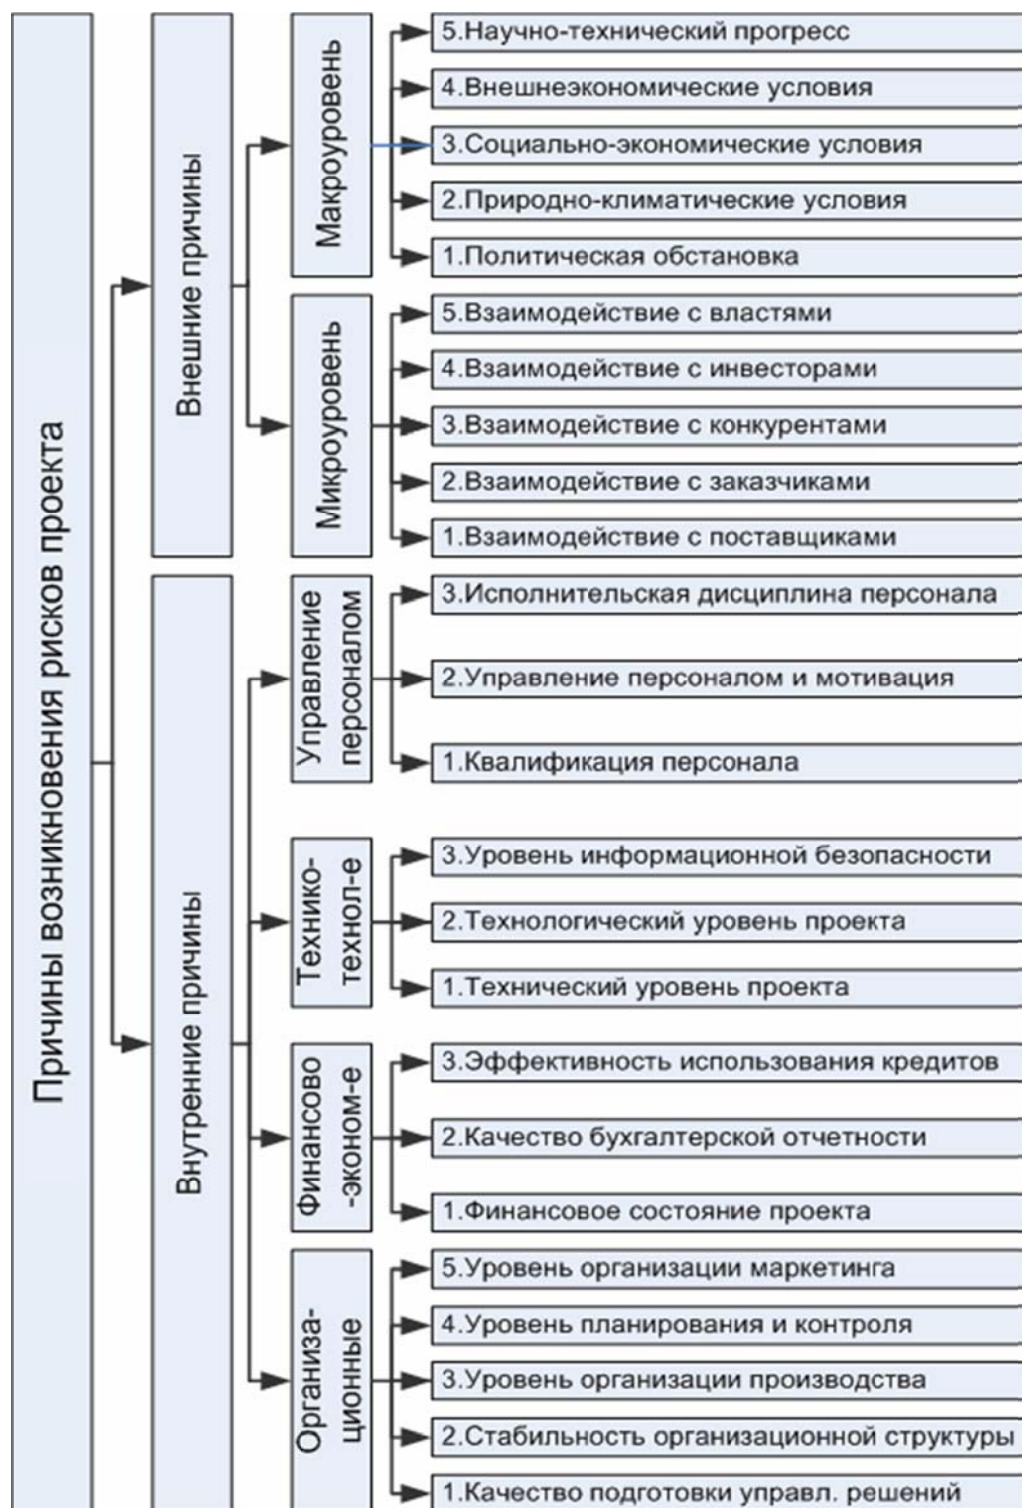 Причины возникновения рисков проекта
Внешние причины
Макроуровень
5.Научно-технический прогресс
4.Внешнеэкономические условия
3.Социально-экономические условия
2.Природно-климатические условия
1.Политическая обстановка
Микроуровень
5.Взаимодействие с властями
4.Взаимодействие с инвесторами
3.Взаимодействие с конкурентами
2.Взаимодействие с заказчиками
1.Взаимодействие с поставщиками
Внутренние причины
Управление
персоналом
3.Исполнительская дисциплина персонала
2.Управление персоналом и мотивация
1.Квалификация персонала
Технико-
технол-е
3.Уровень информационной безопасности
2.Технологический уровень проекта
1.Технический уровень проекта
Финансово
-эконом-е
3.Эффективность использования кредитов
2.Качество бухгалтерской отчетности
1.Финансовое состояние проекта
Организа-
ционные
5.Уровень организации маркетинга
4.Уровень планирования и контроля
3.Уровень организации производства
2.Стабильность организационной структуры
1.Качество подготовки управл. решений